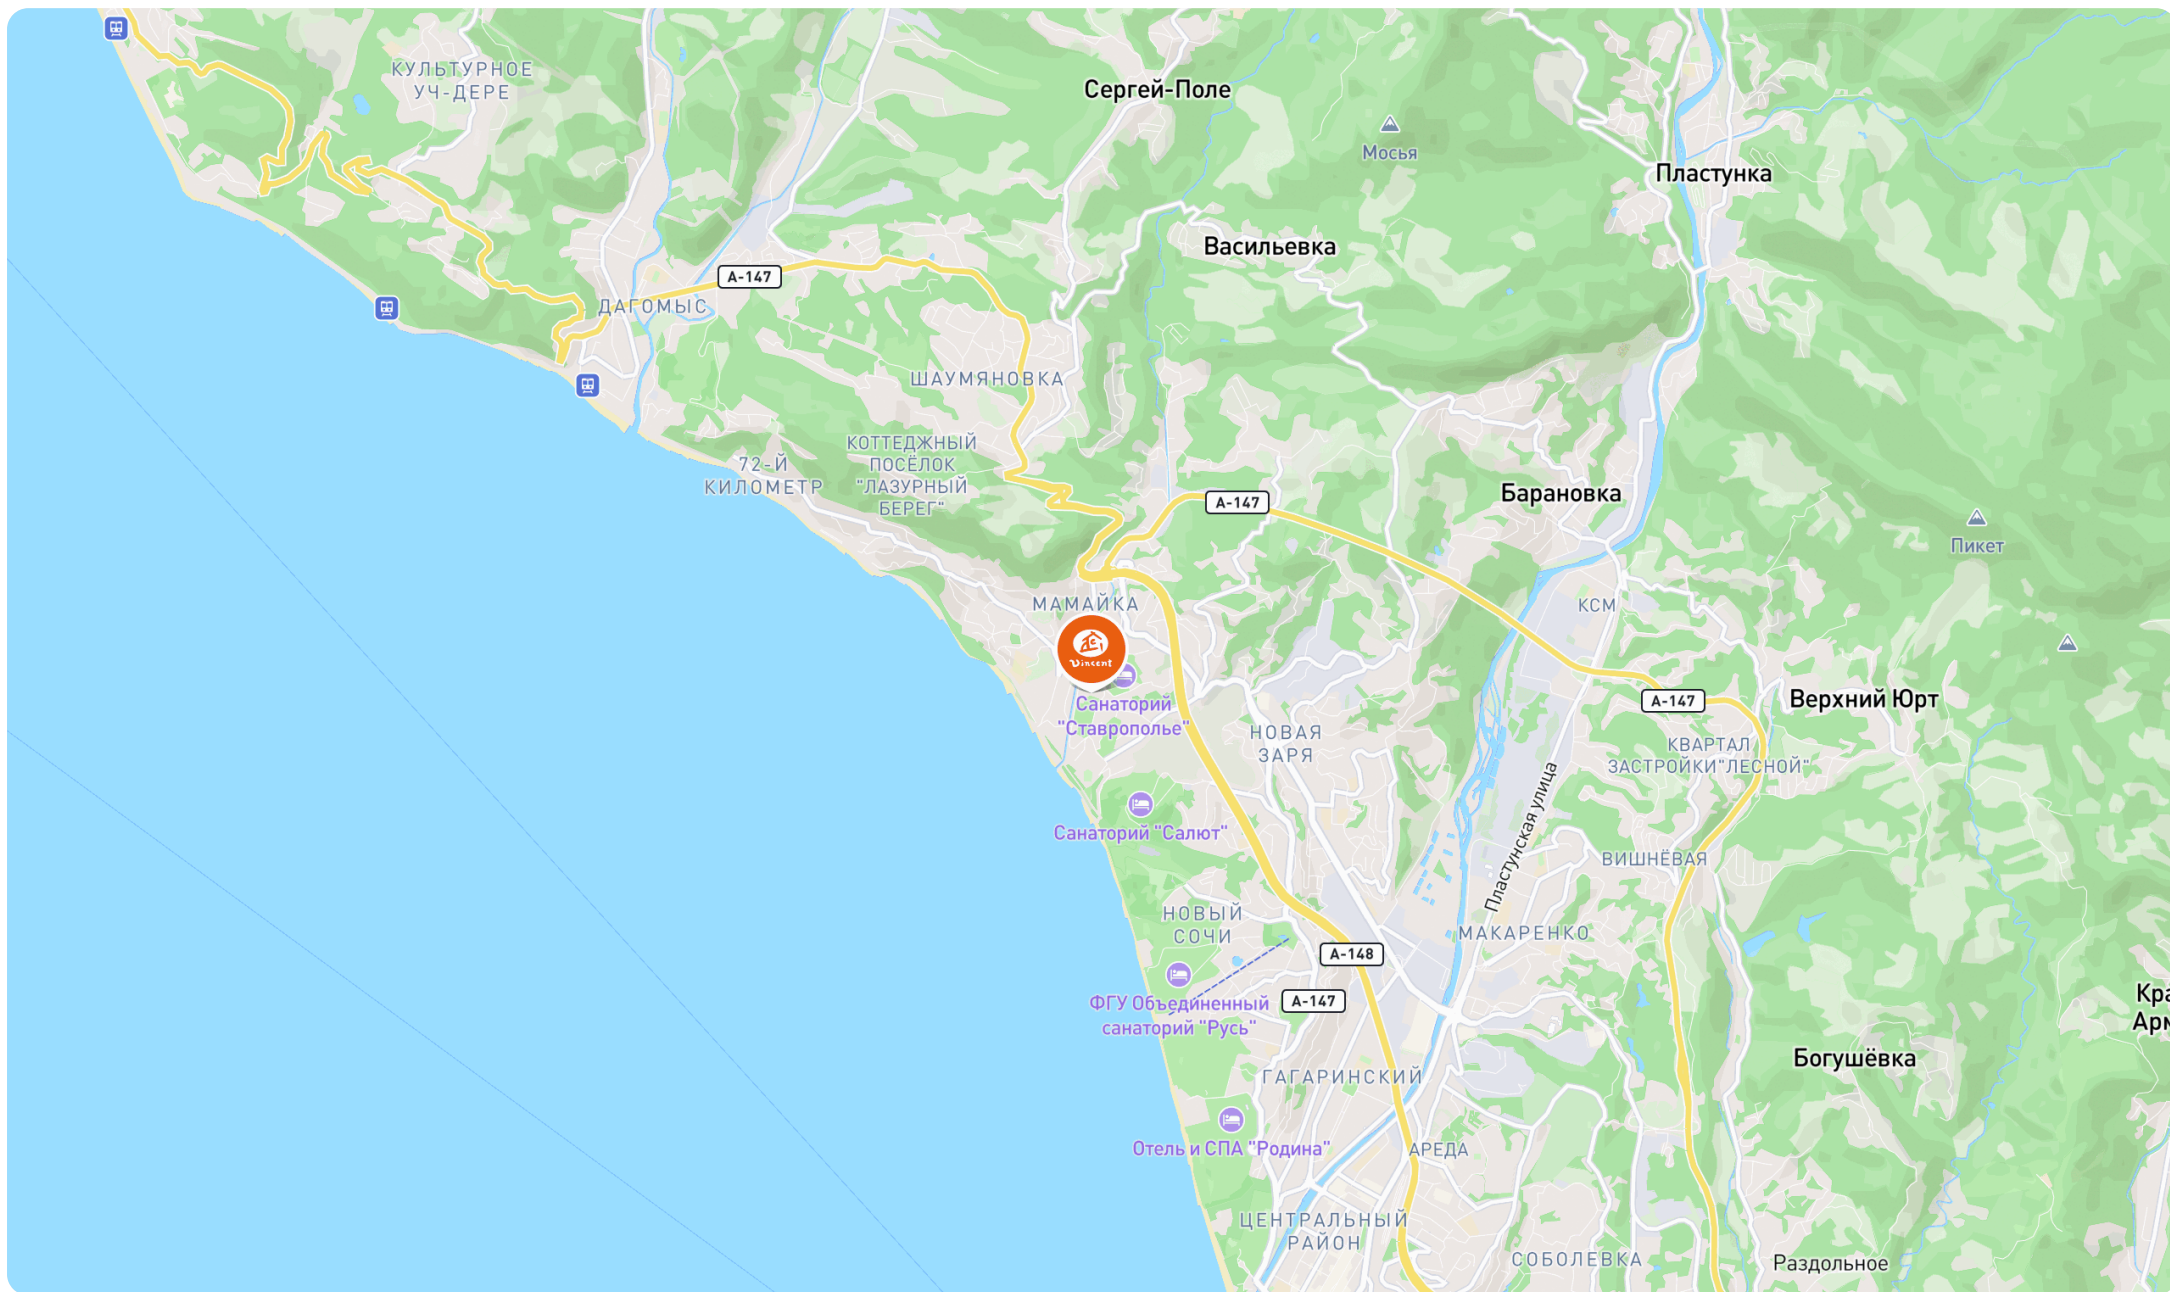 КУЛЬТУРНОЕ
УЧ-ДЕРЕ
Сергей-Поле
Мосья
Пластунка
Васильевка
А-147
ДАГОМЫС
ШАУМЯНОВКА
КОТТЕДЖНЫЙ
ПОСЁЛОК
"ЛАЗУРНЫЙ
БЕРЕГ"
72-Й
КИЛОМЕТР
А-147
Барановка
Пикет
МАМАЙКА
КСМ
Vincent
Санаторий
"Ставрополье"
А-147
Верхний Юрт
НОВАЯ
ЗАРЯ
КВАРТАЛ
ЗАСТРОЙКИ"ЛЕСНОЙ"
Пластунская улица
Санаторий "Салют"
ВИШНЁВАЯ
НОВЫЙ
СОЧИ
МАКАРЕНКО
А-148
ФГУ Объединенный
санаторий "Русь"
А-147
Кра
Арм
Богушёвка
ГАГАРИНСКИЙ
Отель и СПА "Родина"
АРЕДА
ЦЕНТРАЛЬНЫЙ
РАЙОН
СОБОЛЕВКА
Раздольное